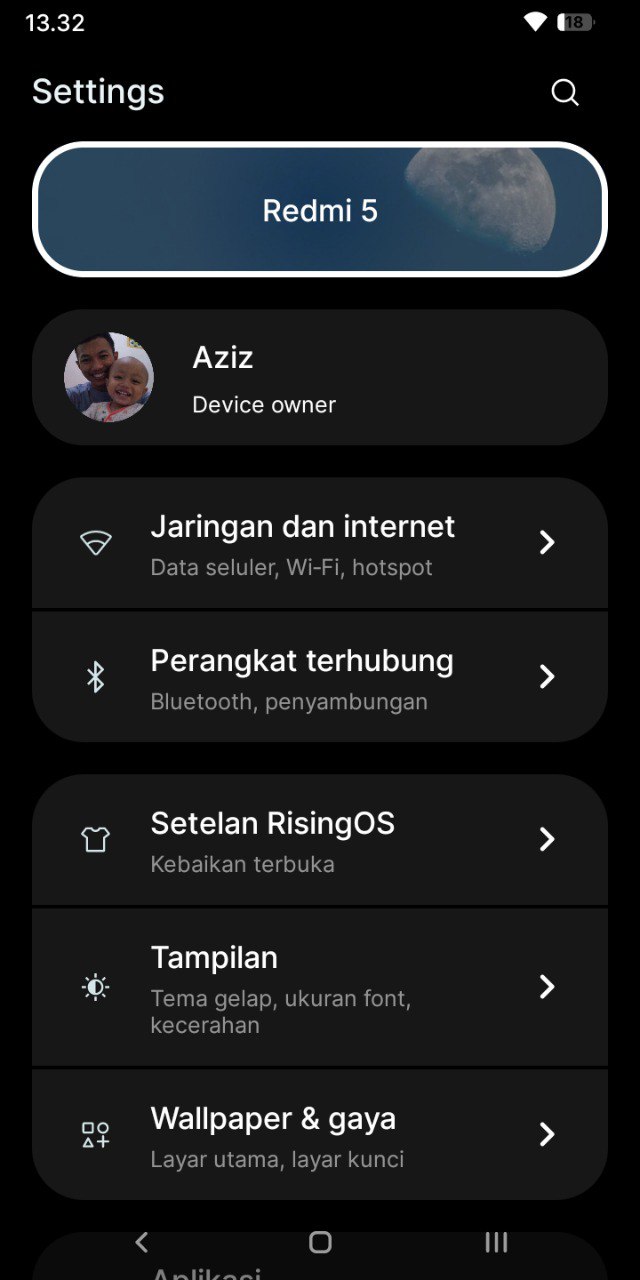 13.32
18
Settings
Redmi 5
Aziz
Device owner
Jaringan dan internet
Data seluler, Wi-Fi, hotspot
Perangkat terhubung
Bluetooth, penyambungan
Setelan RisingOS
Kebaikan terbuka
Tampilan
Tema gelap, ukuran font,
kecerahan
Wallpaper & gaya
Layar utama, layar kunci
Aplikasi